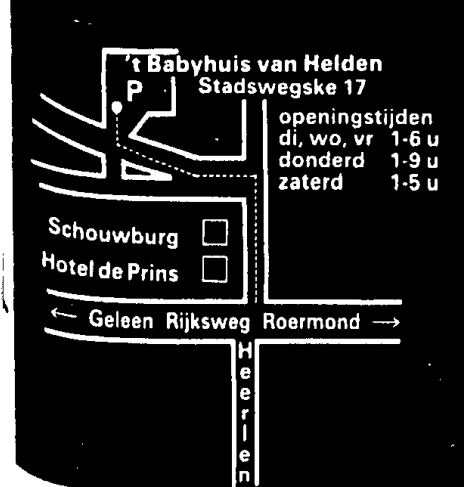 't Babyhuis van Helden
Stadswegske 17
P
openingstijden
di, wo, vr 1-6 u
donderd 1-9 u
zaterd 1-5 u
Schouwburg
Hotel de Prins
← Geleen Rijksweg Roermond →
Heerlen